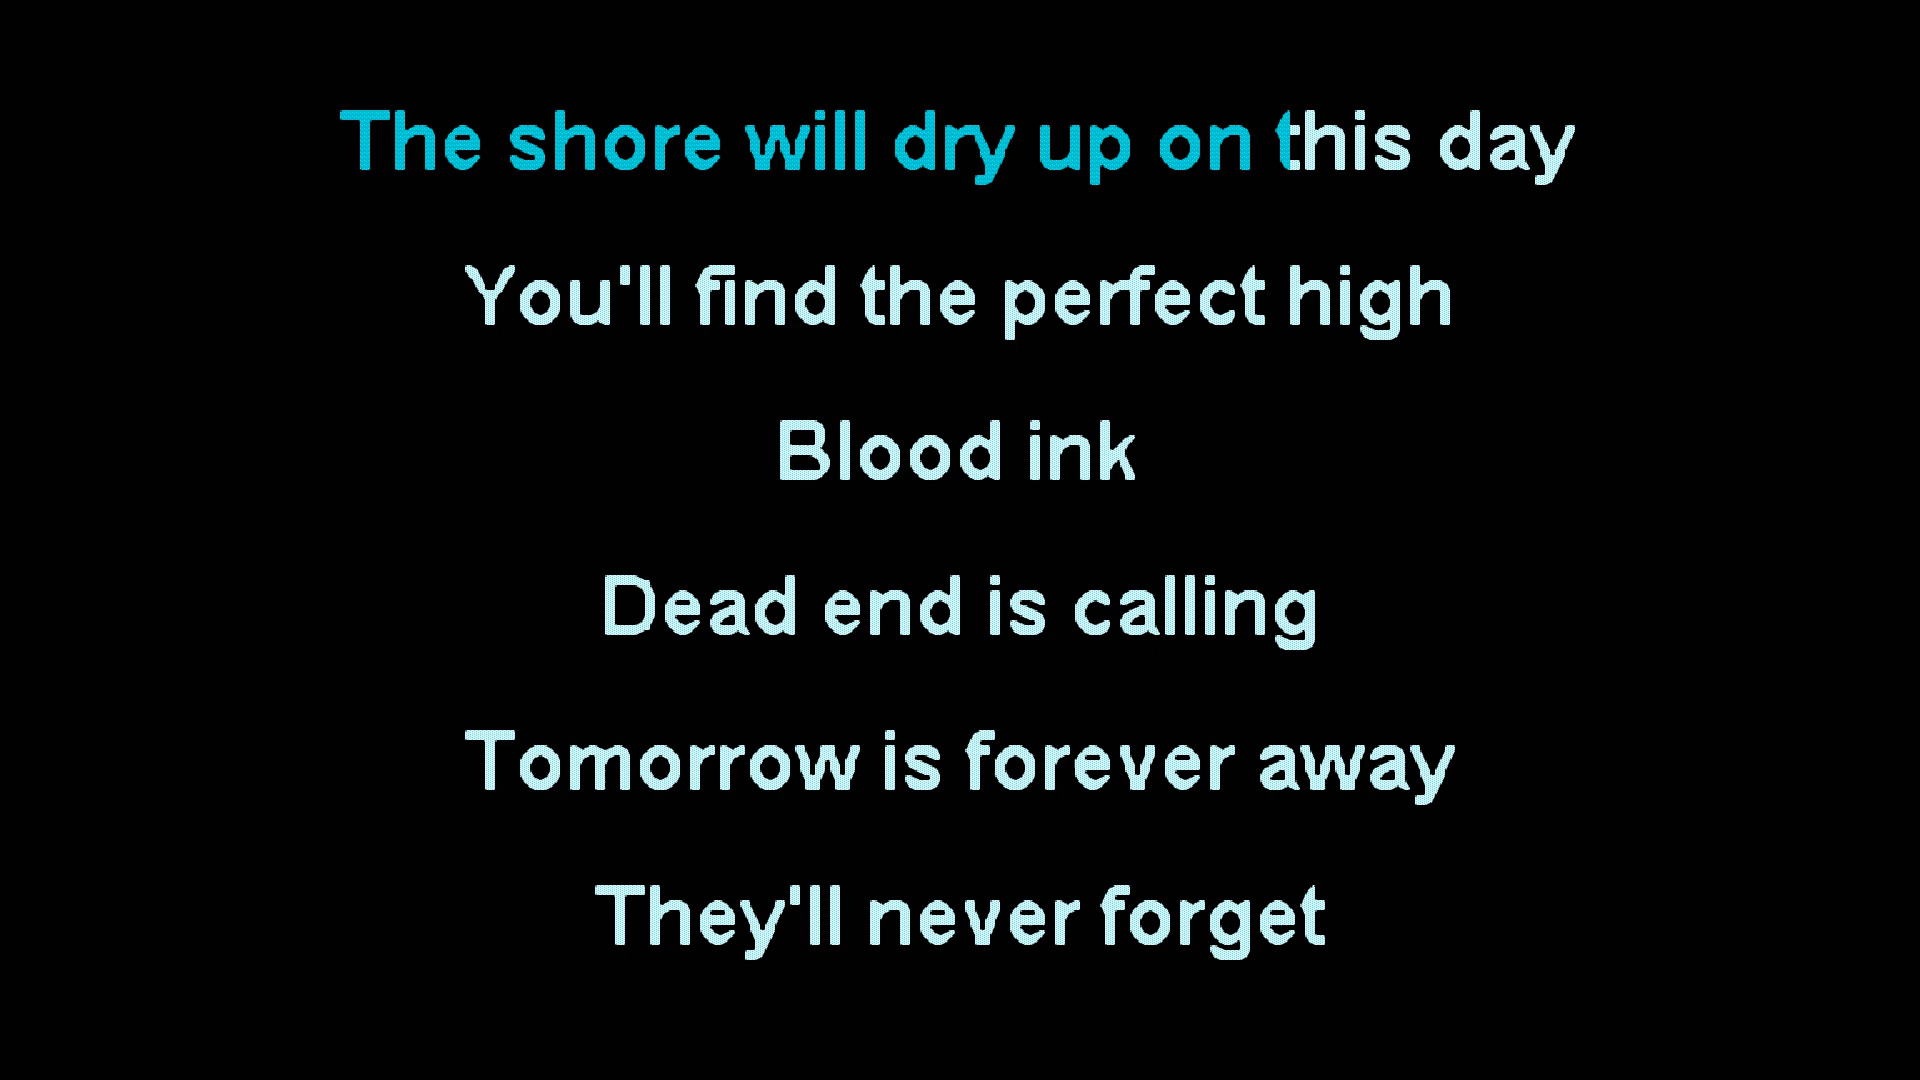 The shore will dry up on this day
You'll find the perfect high
Blood ink
Dead end is calling
Tomorrow is forever away
They'll never forget